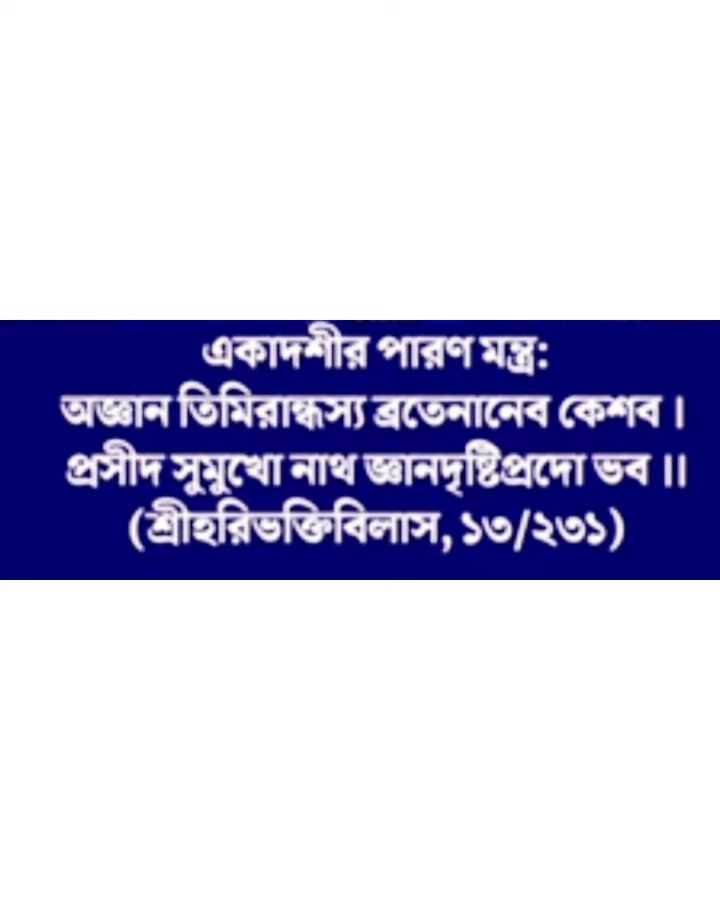 একাদশীর পারণ মন্ত্র:
অজ্ঞান তিমিরান্ধস্য ব্রতেনানেব কেশব ।
প্রসীদ সুমুখো নাথ জ্ঞানদৃষ্টিপ্রদো ভব ।।
(শ্রীহরিভক্তিবিলাস, ১৩/২৩১)